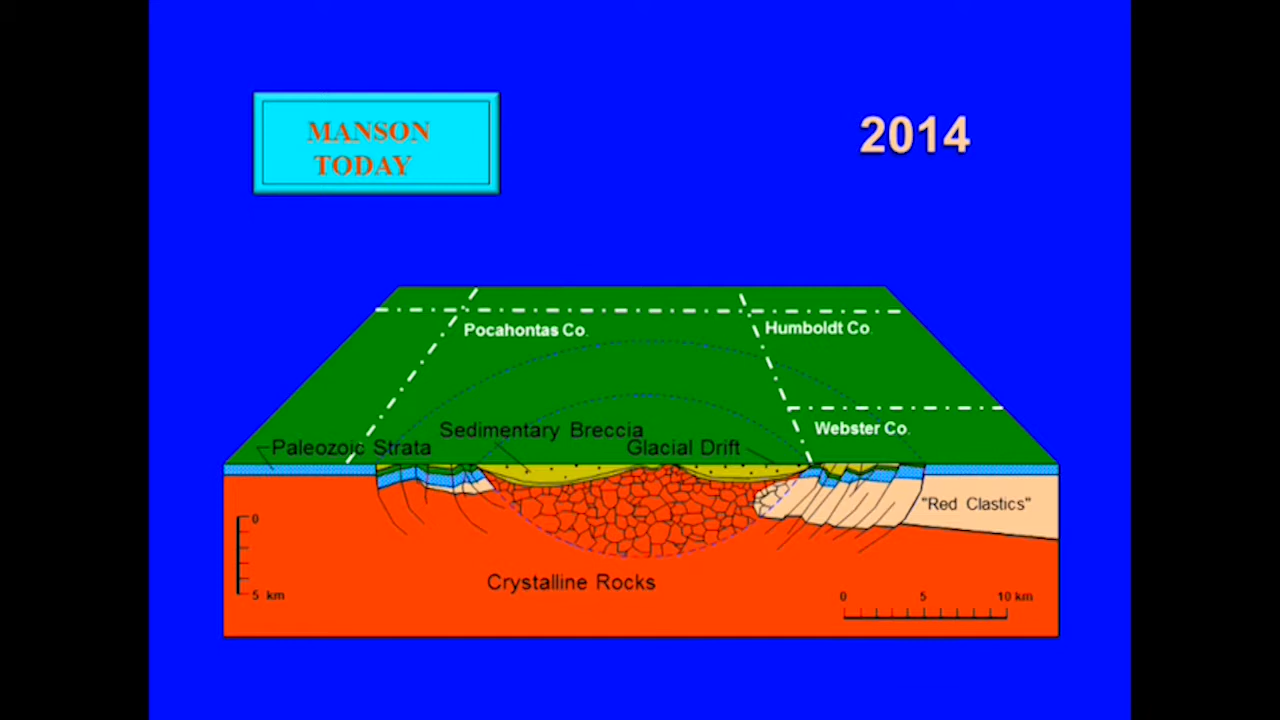 MANSON
TODAY
2014
Pocahontas Co.
Humboldt Co.
Webster Co.
Sedimentary Breccia
Paleozoic Strata
Glacial Drift
"Red Clastics"
Crystalline Rocks
0
5 km
0 5 10 km